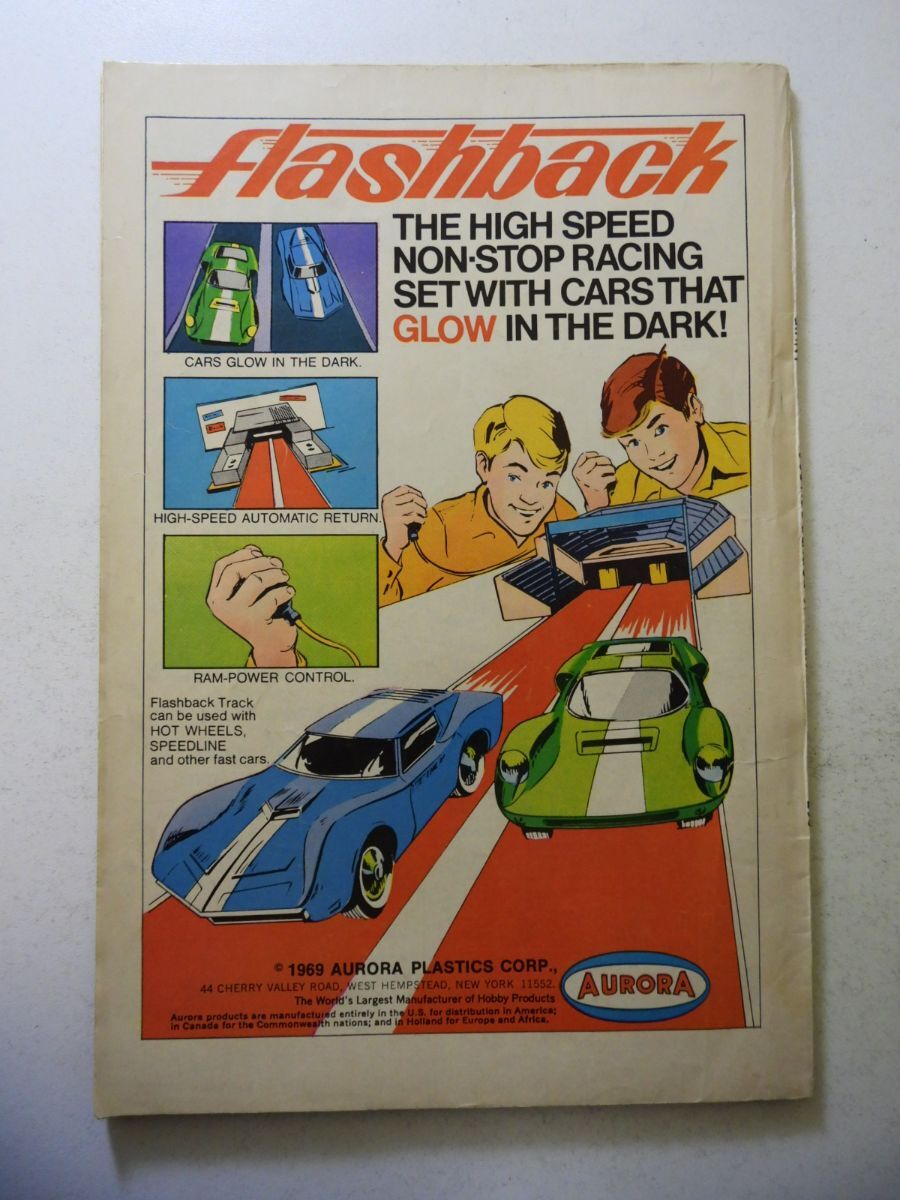 flashback
THE HIGH SPEED
NON-STOP RACING
SET WITH CARS THAT
GLOW IN THE DARK!
CARS GLOW IN THE DARK.
HIGH-SPEED AUTOMATIC RETURN.
RAM-POWER CONTROL.
Flashback Track
can be used with
HOT WHEELS,
SPEEDLINE
and other fast cars.
© 1969 AURORA PLASTICS CORP.,
44 CHERRY VALLEY ROAD, WEST HEMPSTEAD, NEW YORK 11552.
The World's Largest Manufacturer of Hobby Products
Aurora products are manufactured entirely in the U.S. for distribution in America;
in Canada for the Commonwealth nations; and in Holland for Europe and Africa.
AURORA